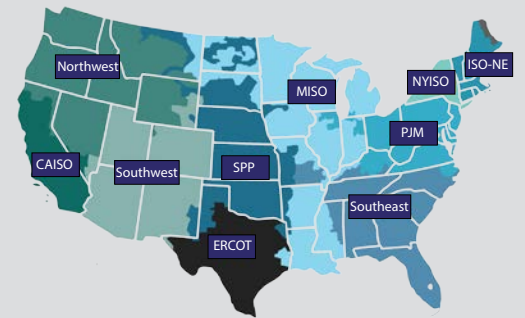 ISO-NE
Northwest
NYISO
MISO
PJM
CAISO
Southwest
SPP
Southeast
ERCOT